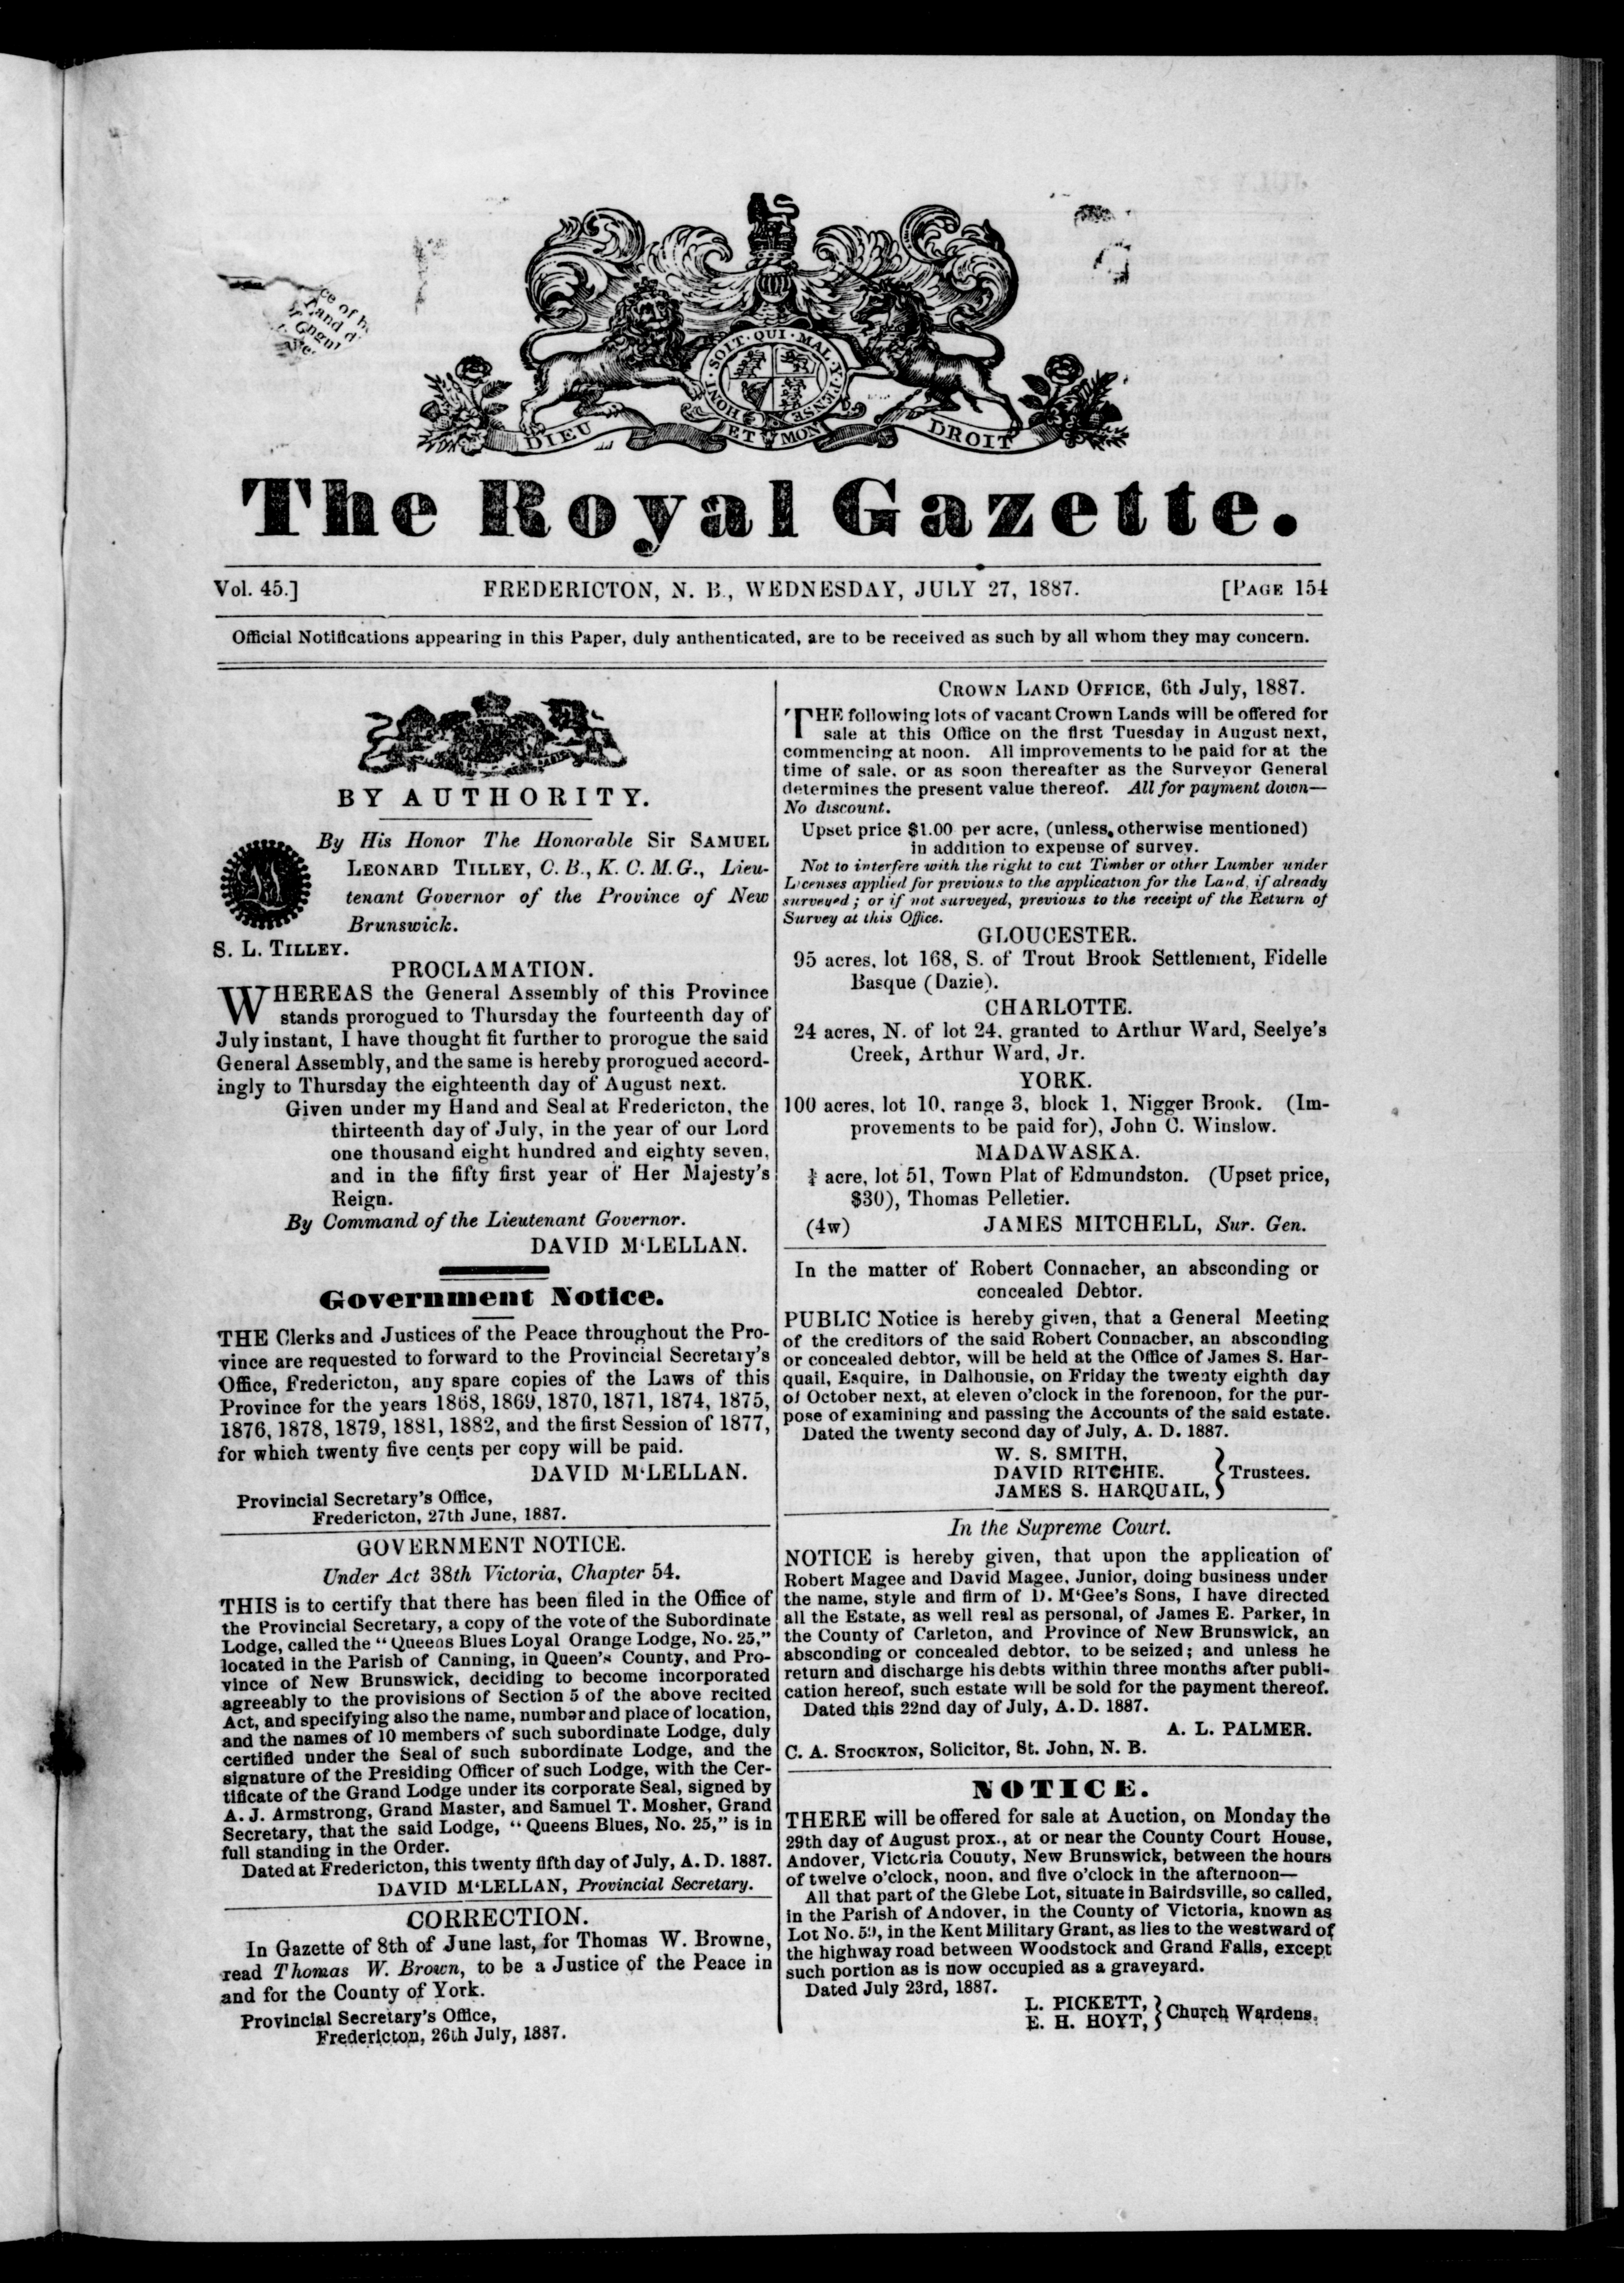 HONI · SOIT · QUI · MAL · Y · PENSE
DIEU ET MON DROIT
The Royal Gazette.
Vol. 45.] FREDERICTON, N. B., WEDNESDAY, JULY 27, 1887. [PAGE 154
Official Notifications appearing in this Paper, duly anthenticated, are to be received as such by all whom they may concern.
BY AUTHORITY.
By His Honor The Honorable Sir SAMUEL
LEONARD TILLEY, C. B., K. C. M. G., Lieu-
tenant Governor of the Province of New
Brunswick.
S. L. TILLEY.
PROCLAMATION.
WHEREAS the General Assembly of this Province
stands prorogued to Thursday the fourteenth day of
July instant, I have thought fit further to prorogue the said
General Assembly, and the same is hereby prorogued accord-
ingly to Thursday the eighteenth day of August next.
Given under my Hand and Seal at Fredericton, the
thirteenth day of July, in the year of our Lord
one thousand eight hundred and eighty seven,
and in the fifty first year of Her Majesty's
Reign.
By Command of the Lieutenant Governor.
DAVID M'LELLAN.
Government Notice.
THE Clerks and Justices of the Peace throughout the Pro-
vince are requested to forward to the Provincial Secretary's
Office, Fredericton, any spare copies of the Laws of this
Province for the years 1868, 1869, 1870, 1871, 1874, 1875,
1876, 1878, 1879, 1881, 1882, and the first Session of 1877,
for which twenty five cents per copy will be paid.
DAVID M'LELLAN.
Provincial Secretary's Office,
Fredericton, 27th June, 1887.
GOVERNMENT NOTICE.
Under Act 38th Victoria, Chapter 54.
THIS is to certify that there has been filed in the Office of
the Provincial Secretary, a copy of the vote of the Subordinate
Lodge, called the "Queens Blues Loyal Orange Lodge, No. 25,"
located in the Parish of Canning, in Queen's County, and Pro-
vince of New Brunswick, deciding to become incorporated
agreeably to the provisions of Section 5 of the above recited
Act, and specifying also the name, number and place of location,
and the names of 10 members of such subordinate Lodge, duly
certified under the Seal of such subordinate Lodge, and the
signature of the Presiding Officer of such Lodge, with the Cer-
tificate of the Grand Lodge under its corporate Seal, signed by
A. J. Armstrong, Grand Master, and Samuel T. Mosher, Grand
Secretary, that the said Lodge, "Queens Blues, No. 25," is in
full standing in the Order.
Dated at Fredericton, this twenty fifth day of July, A. D. 1887.
DAVID M'LELLAN, Provincial Secretary.
CORRECTION.
In Gazette of 8th of June last, for Thomas W. Browne,
read Thomas W. Brown, to be a Justice of the Peace in
and for the County of York.
Provincial Secretary's Office,
Fredericton, 26th July, 1887.
CROWN LAND OFFICE, 6th July, 1887.
THE following lots of vacant Crown Lands will be offered for
sale at this Office on the first Tuesday in August next,
commencing at noon. All improvements to be paid for at the
time of sale, or as soon thereafter as the Surveyor General
determines the present value thereof. All for payment down—
No discount.
Upset price $1.00 per acre, (unless, otherwise mentioned)
in addition to expense of survey.
Not to interfere with the right to cut Timber or other Lumber under
Licenses applied for previous to the application for the Land, if already
surveyed; or if not surveyed, previous to the receipt of the Return of
Survey at this Office.
GLOUCESTER.
95 acres, lot 168, S. of Trout Brook Settlement, Fidelle
Basque (Dazie).
CHARLOTTE.
24 acres, N. of lot 24, granted to Arthur Ward, Seelye's
Creek, Arthur Ward, Jr.
YORK.
100 acres, lot 10, range 3, block 1, Nigger Brook. (Im-
provements to be paid for), John C. Winslow.
MADAWASKA.
acre, lot 51, Town Plat of Edmundston. (Upset price,
$30), Thomas Pelletier.
(4w) JAMES MITCHELL, Sur. Gen.
In the matter of Robert Connacher, an absconding or
concealed Debtor.
PUBLIC Notice is hereby given, that a General Meeting
of the creditors of the said Robert Connacher, an absconding
or concealed debtor, will be held at the Office of James S. Har-
quail, Esquire, in Dalhousie, on Friday the twenty eighth day
of October next, at eleven o'clock in the forenoon, for the pur-
pose of examining and passing the Accounts of the said estate.
Dated the twenty second day of July, A. D. 1887.
W. S. SMITH,
DAVID RITCHIE. } Trustees.
JAMES S. HARQUAIL,
In the Supreme Court.
NOTICE is hereby given, that upon the application of
Robert Magee and David Magee, Junior, doing business under
the name, style and firm of D. M'Gee's Sons, I have directed
all the Estate, as well real as personal, of James E. Parker, in
the County of Carleton, and Province of New Brunswick, an
absconding or concealed debtor, to be seized; and unless he
return and discharge his debts within three months after publi-
cation hereof, such estate will be sold for the payment thereof.
Dated this 22nd day of July, A. D. 1887.
A. L. PALMER.
C. A. STOCKTON, Solicitor, St. John, N. B.
NOTICE.
THERE will be offered for sale at Auction, on Monday the
29th day of August prox., at or near the County Court House,
Andover, Victoria County, New Brunswick, between the hours
of twelve o'clock, noon, and five o'clock in the afternoon—
All that part of the Glebe Lot, situate in Bairdsville, so called,
in the Parish of Andover, in the County of Victoria, known as
Lot No. 59, in the Kent Military Grant, as lies to the westward of
the highway road between Woodstock and Grand Falls, except
such portion as is now occupied as a graveyard.
Dated July 23rd, 1887.
L. PICKETT, } Church Wardens.
E. H. HOYT,